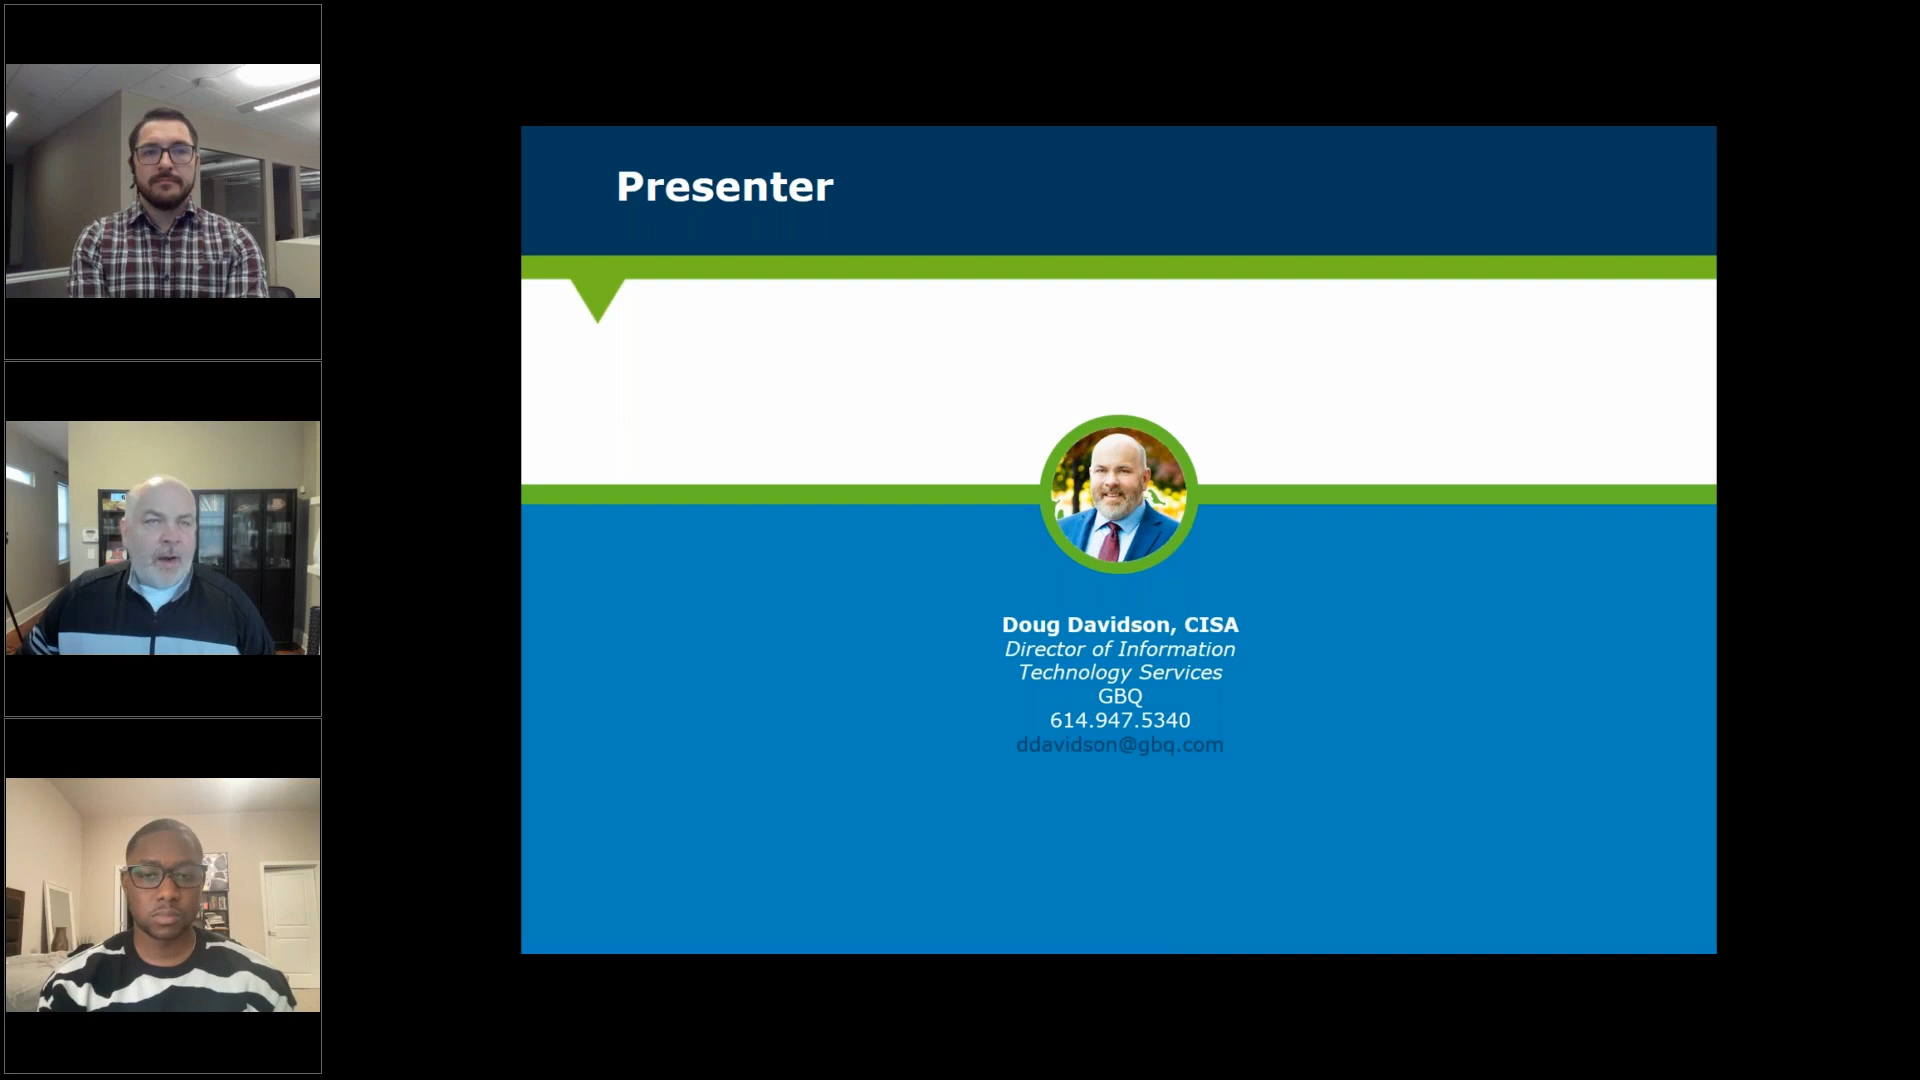 Presenter
Doug Davidson, CISA
Director of Information
Technology Services
GBQ
614.947.5340
ddavidson@gbq.com